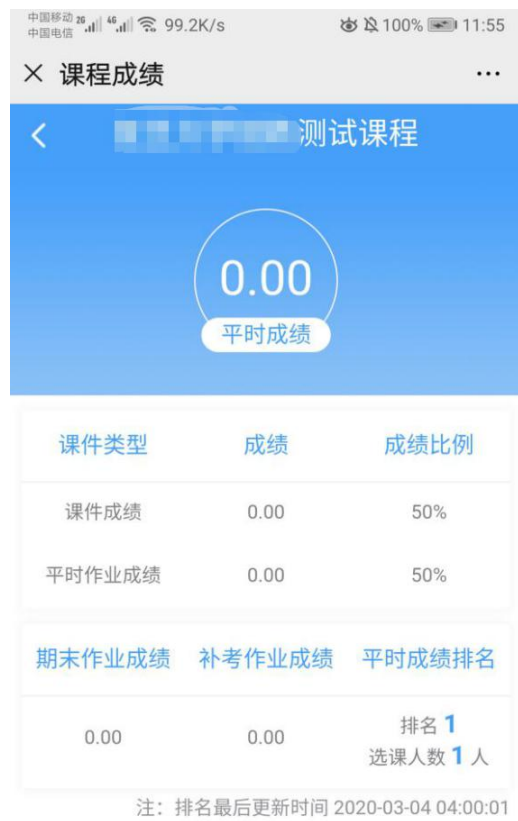 中国移动 2G 4G 99.2K/s 100% 11:55
中国电信
× 课程成绩 ...
测试课程
0.00
平时成绩
课件类型 成绩 成绩比例
课件成绩 0.00 50%
平时作业成绩 0.00 50%
期末作业成绩 补考作业成绩 平时成绩排名
0.00 0.00 排名 1
选课人数 1 人
注：排名最后更新时间 2020-03-04 04:00:01